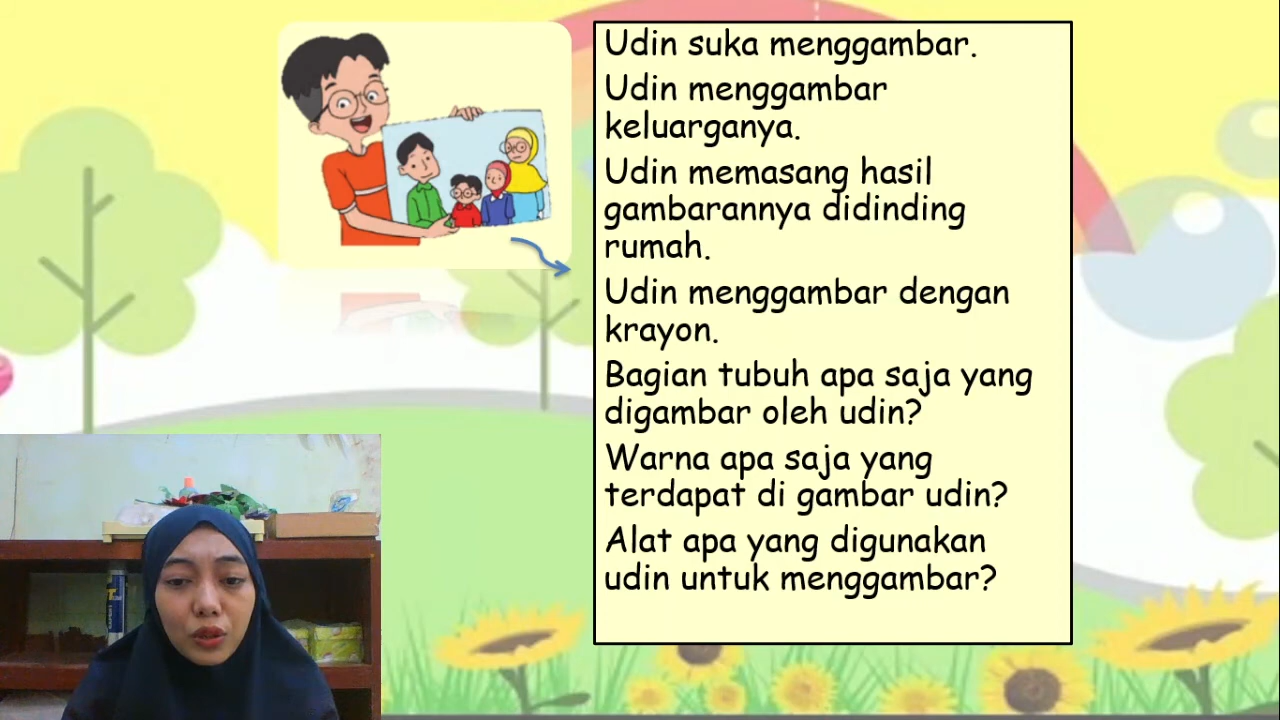 Udin suka menggambar.
Udin menggambar
keluarganya.
Udin memasang hasil
gambarannya didinding
rumah.
Udin menggambar dengan
krayon.
Bagian tubuh apa saja yang
digambar oleh udin?
Warna apa saja yang
terdapat di gambar udin?
Alat apa yang digunakan
udin untuk menggambar?